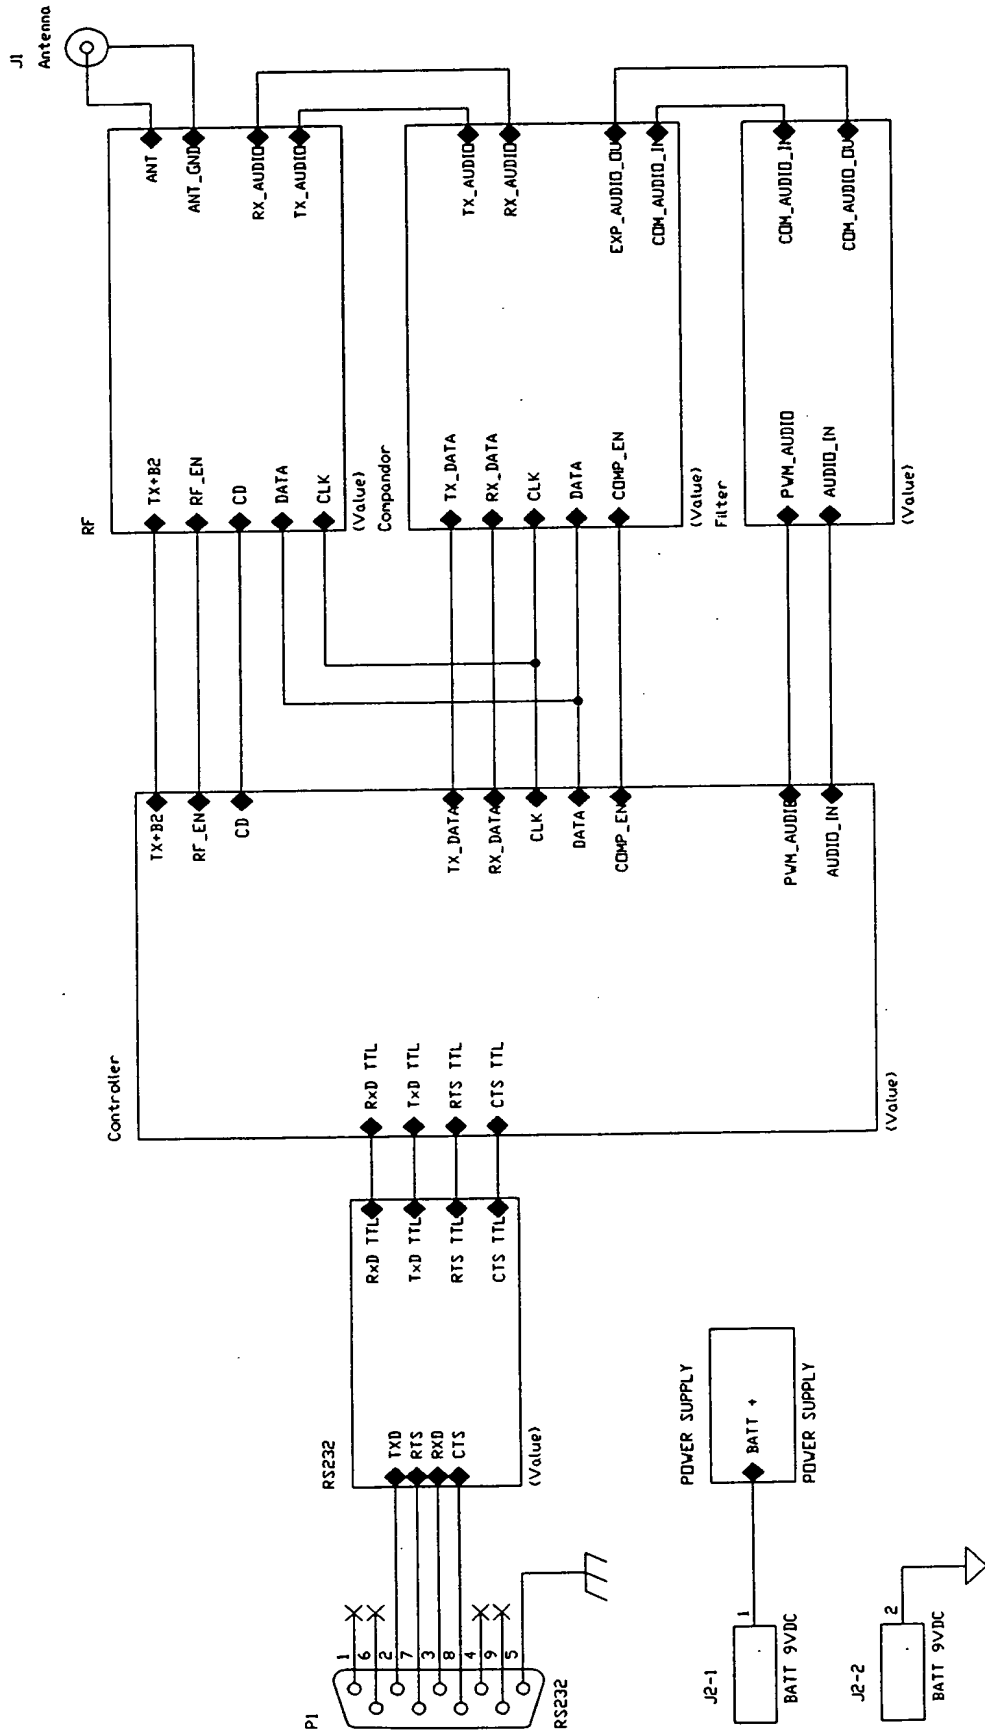 J1
Antenna
RF
ANT
ANT_GND
RX_AUDIO
TX_AUDIO
TX+B2
RF_EN
CD
DATA
CLK
(Value)
Compandor
TX_AUDIO
RX_AUDIO
EXP_AUDIO_OU
COM_AUDIO_IN
TX_DATA
RX_DATA
CLK
DATA
COMP_EN
(Value)
Filter
COM_AUDIO_IN
COM_AUDIO_OU
PWM_AUDIO
AUDIO_IN
(Value)
Controller
TX+B2
RF_EN
CD
TX_DATA
RX_DATA
CLK
DATA
COMP_EN
PWM_AUDIO
AUDIO_IN
RxD TTL
TxD TTL
RTS TTL
CTS TTL
(Value)
RS232
RxD TTL
TxD TTL
RTS TTL
CTS TTL
TXD
RTS
RXD
CTS
(Value)
P1
1
6
2
7
3
8
4
9
5
RS232
POWER SUPPLY
BATT +
POWER SUPPLY
J2-1
1
BATT 9VDC
J2-2
2
BATT 9VDC